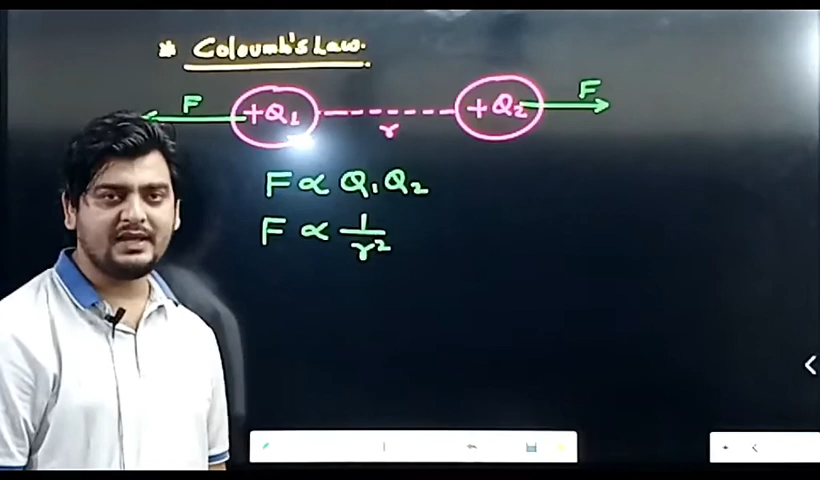 * Coloumb's Law.
F +Q₁ r +Q₂ F
F ∝ Q₁Q₂
F ∝ 1/r²